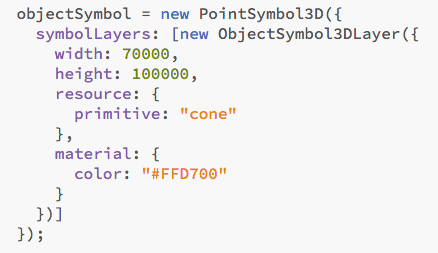 objectSymbol = new PointSymbol3D({
  symbolLayers: [new ObjectSymbol3DLayer({
    width: 70000,
    height: 100000,
    resource: {
      primitive: "cone"
    },
    material: {
      color: "#FFD700"
    }
  })]
});